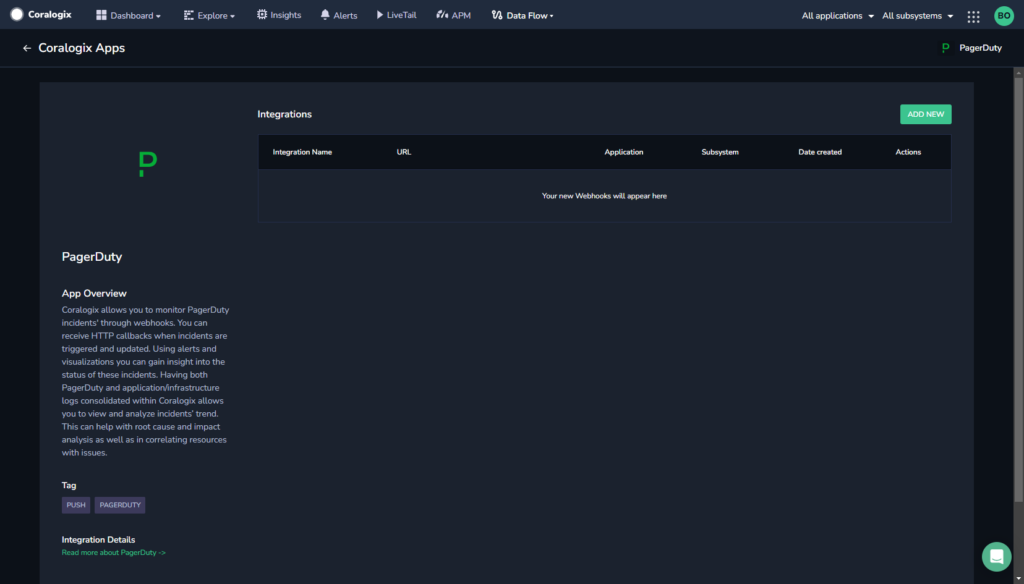 Coralogix Dashboard Explore Insights Alerts LiveTail APM Data Flow All applications All subsystems BO
← Coralogix Apps PagerDuty
Integrations ADD NEW
Integration Name URL Application Subsystem Date created Actions
Your new Webhooks will appear here
P
PagerDuty
App Overview
Coralogix allows you to monitor PagerDuty
incidents' through webhooks. You can
receive HTTP callbacks when incidents are
triggered and updated. Using alerts and
visualizations you can gain insight into the
status of these incidents. Having both
PagerDuty and application/infrastructure
logs consolidated within Coralogix allows
you to view and analyze incidents' trend.
This can help with root cause and impact
analysis as well as in correlating resources
with issues.
Tag
PUSH PAGERDUTY
Integration Details
Read more about PagerDuty ->